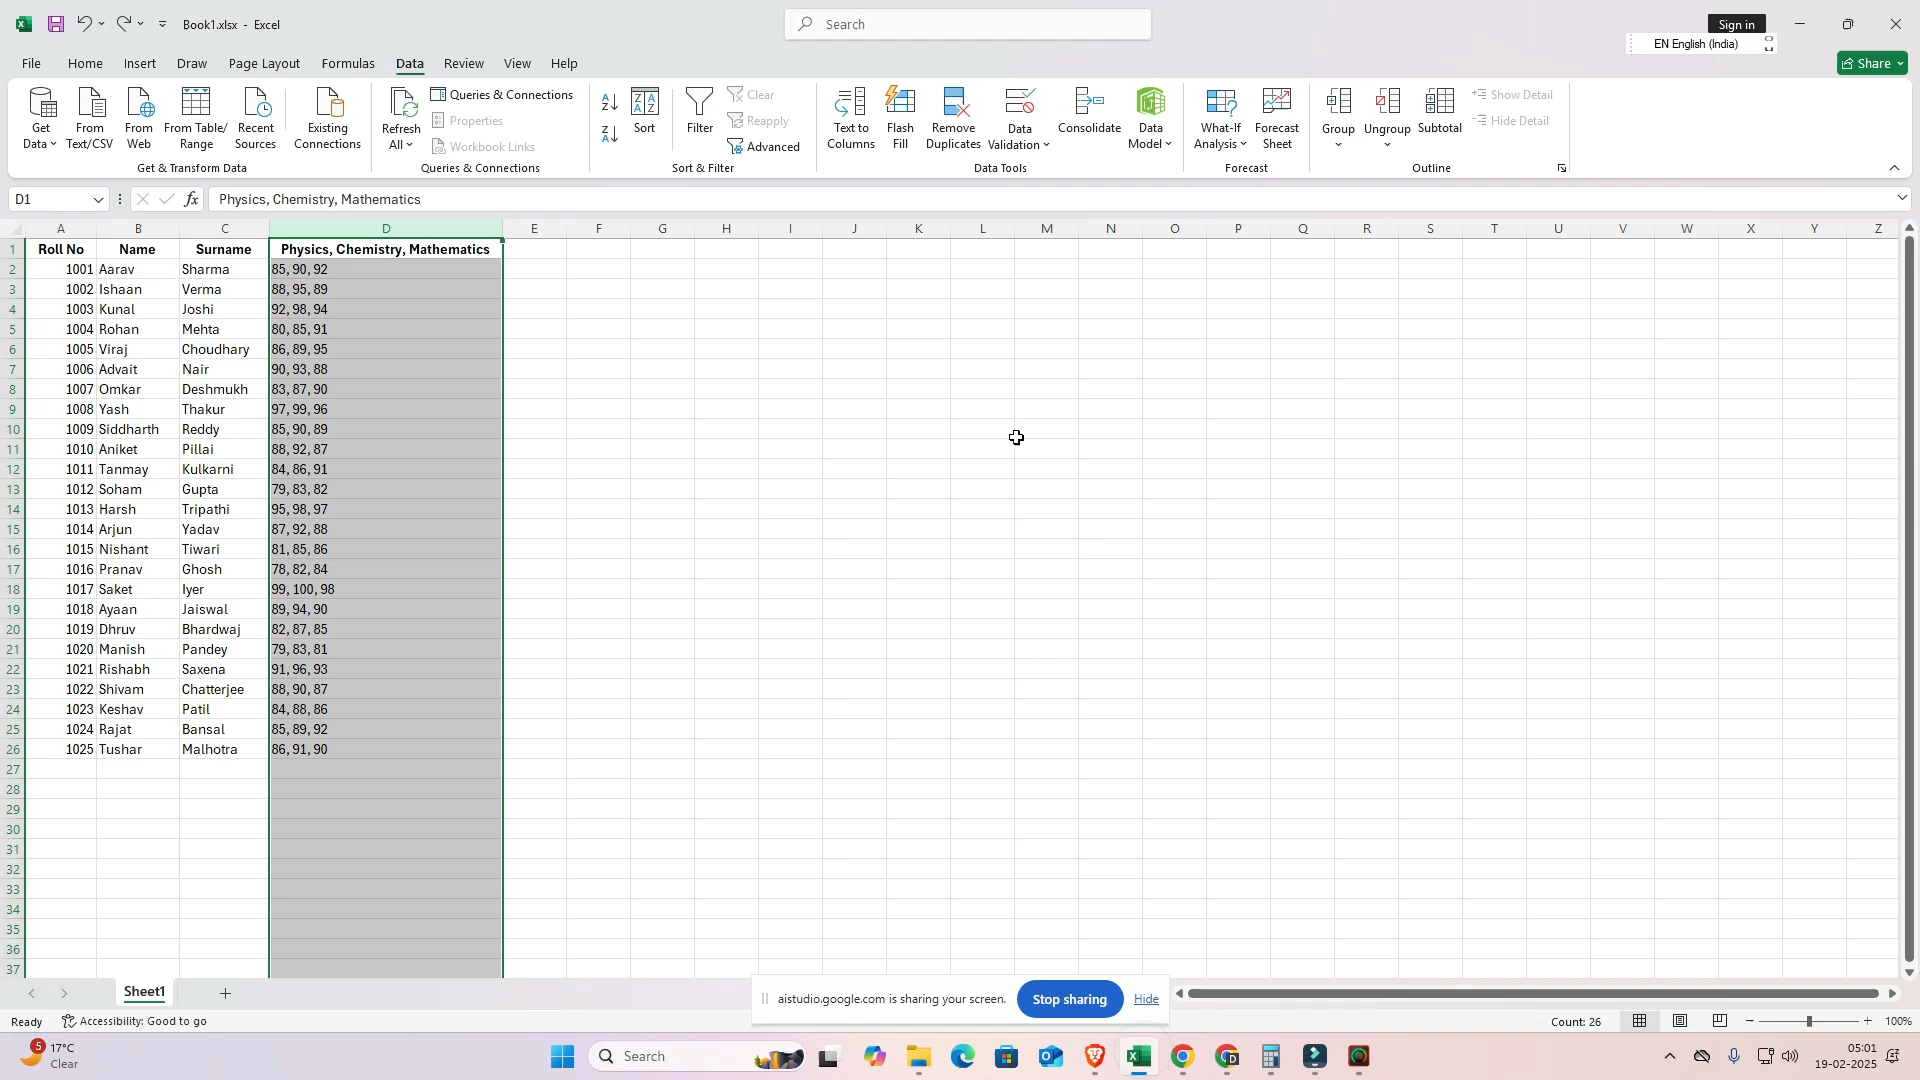 Book1.xlsx - Excel
Search
Sign in
EN English (India)
File Home Insert Draw Page Layout Formulas Data Review View Help
Share
Get Data
From Text/CSV
From Web
From Table/ Range
Recent Sources
Existing Connections
Get & Transform Data
Refresh All
Queries & Connections
Properties
Workbook Links
Queries & Connections
Sort
Filter
Clear
Reapply
Advanced
Sort & Filter
Text to Columns
Flash Fill
Remove Duplicates
Data Validation
Consolidate
Data Model
Data Tools
What-If Analysis
Forecast Sheet
Forecast
Group
Ungroup
Subtotal
Show Detail
Hide Detail
Outline
D1
fx
Physics, Chemistry, Mathematics
A B C D E F G H I J K L M N O P Q R S T U V W X Y Z
1 Roll No Name Surname Physics, Chemistry, Mathematics
2 1001 Aarav Sharma 85, 90, 92
3 1002 Ishaan Verma 88, 95, 89
4 1003 Kunal Joshi 92, 98, 94
5 1004 Rohan Mehta 80, 85, 91
6 1005 Viraj Choudhary 86, 89, 95
7 1006 Advait Nair 90, 93, 88
8 1007 Omkar Deshmukh 83, 87, 90
9 1008 Yash Thakur 97, 99, 96
10 1009 Siddharth Reddy 85, 90, 89
11 1010 Aniket Pillai 88, 92, 87
12 1011 Tanmay Kulkarni 84, 86, 91
13 1012 Soham Gupta 79, 83, 82
14 1013 Harsh Tripathi 95, 98, 97
15 1014 Arjun Yadav 87, 92, 88
16 1015 Nishant Tiwari 81, 85, 86
17 1016 Pranav Ghosh 78, 82, 84
18 1017 Saket Iyer 99, 100, 98
19 1018 Ayaan Jaiswal 89, 94, 90
20 1019 Dhruv Bhardwaj 82, 87, 85
21 1020 Manish Pandey 79, 83, 81
22 1021 Rishabh Saxena 91, 96, 93
23 1022 Shivam Chatterjee 88, 90, 87
24 1023 Keshav Patil 84, 88, 86
25 1024 Rajat Bansal 85, 89, 92
26 1025 Tushar Malhotra 86, 91, 90
27
28
29
30
31
32
33
34
35
36
37
Sheet1
aistudio.google.com is sharing your screen. Stop sharing Hide
Ready Accessibility: Good to go
Count: 26
100%
5
17°C
Clear
Search
05:01
19-02-2025